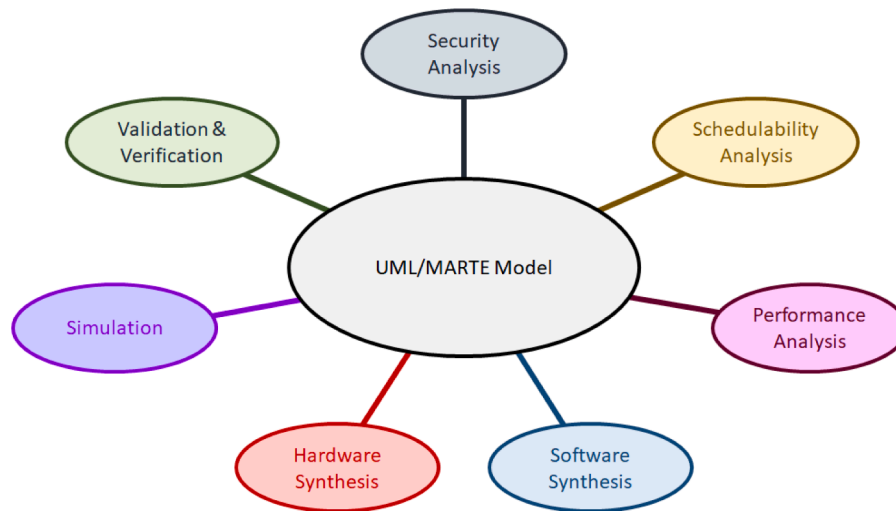 Security
Analysis
Validation &
Verification
Schedulability
Analysis
UML/MARTE Model
Simulation
Performance
Analysis
Hardware
Synthesis
Software
Synthesis